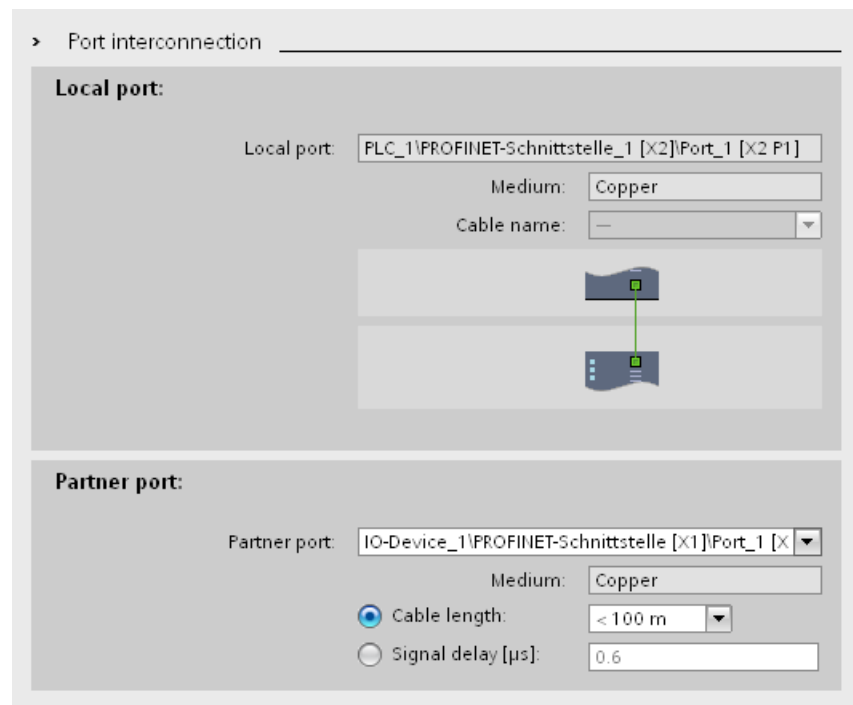 Port interconnection
Local port:
Local port: PLC_1\PROFINET-Schnittstelle_1 [X2]\Port_1 [X2 P1]
Medium: Copper
Cable name: —
Partner port:
Partner port: IO-Device_1\PROFINET-Schnittstelle [X1]\Port_1 [X
Medium: Copper
Cable length: <100 m
Signal delay [µs]: 0.6